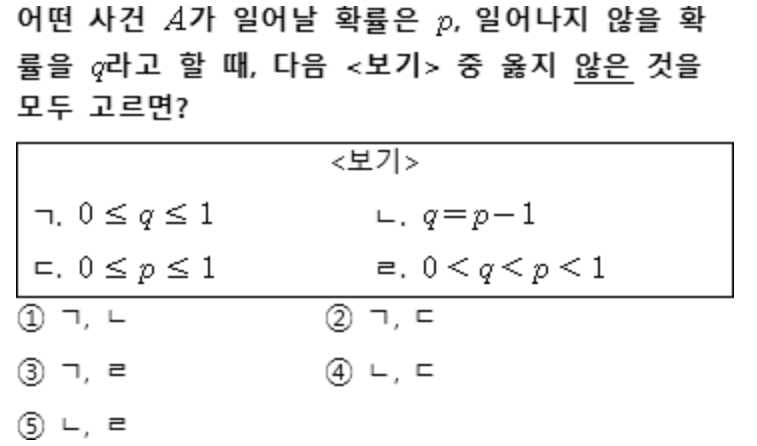 어떤 사건 A가 일어날 확률은 p, 일어나지 않을 확
률을 q라고 할 때, 다음 <보기> 중 옳지 않은 것을
모두 고르면?
<보기>
ㄱ. 0 ≤ q ≤ 1 ㄴ. q=p-1
ㄷ. 0 ≤ p ≤ 1 ㄹ. 0 < q < p < 1
① ㄱ, ㄴ ② ㄱ, ㄷ
③ ㄱ, ㄹ ④ ㄴ, ㄷ
⑤ ㄴ, ㄹ